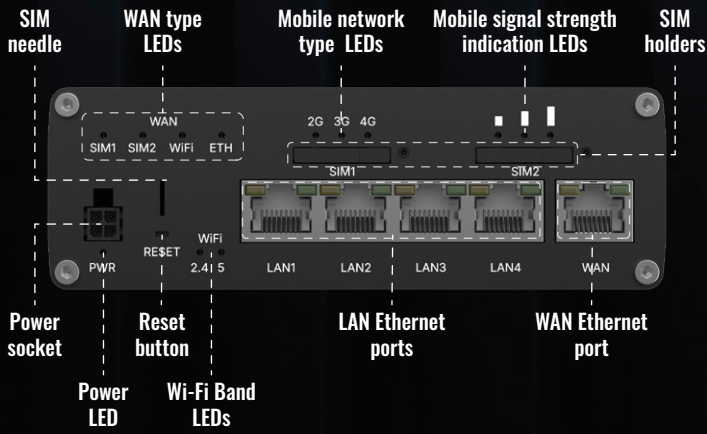 SIM
needle
WAN type
LEDs
Mobile network
type LEDs
Mobile signal strength
indication LEDs
SIM
holders
WAN
SIM1 SIM2 WiFi ETH
2G 3G 4G
SIM1
SIM2
RESET
WiFi
2.4 5
PWR
LAN1
LAN2
LAN3
LAN4
WAN
Power
socket
Reset
button
LAN Ethernet
ports
WAN Ethernet
port
Power
LED
Wi-Fi Band
LEDs